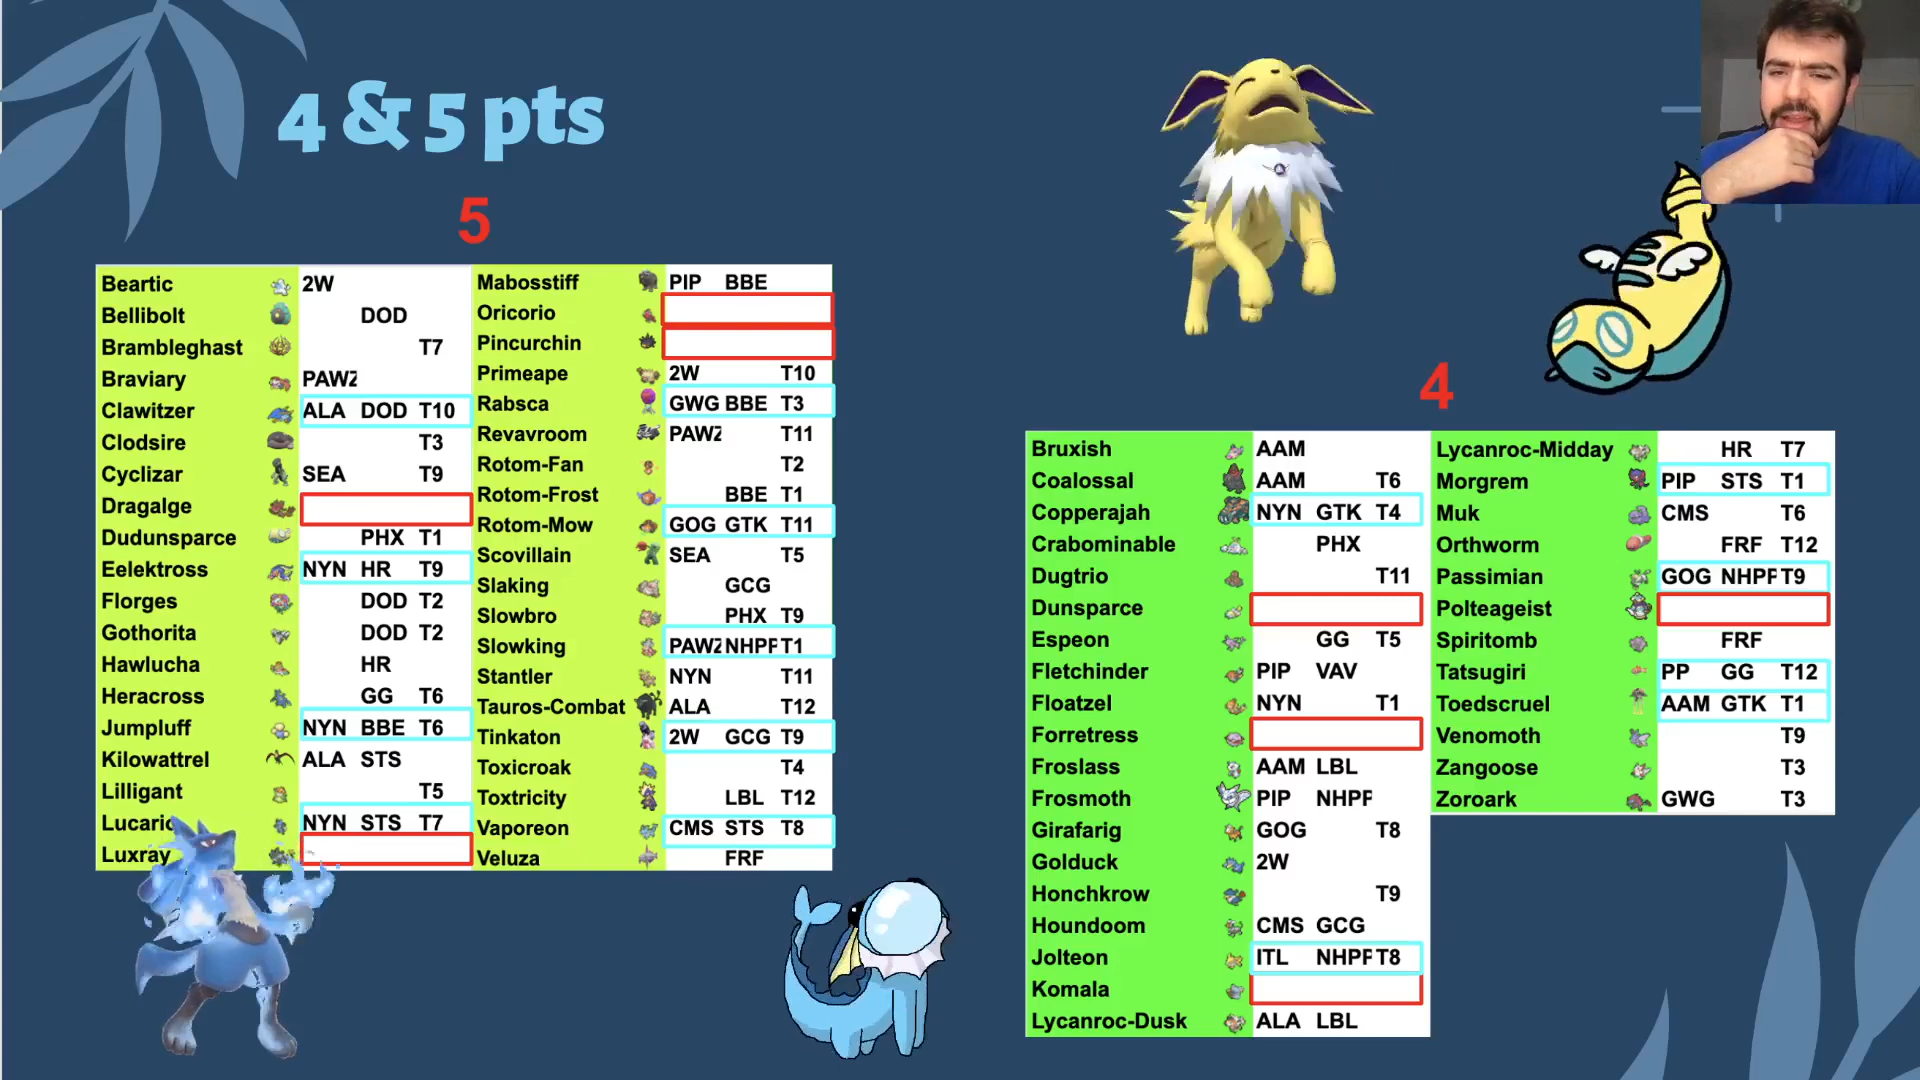 4 & 5 pts
5
Beartic 2W
Bellibolt DOD
Brambleghast T7
Braviary PAWZ
Clawitzer ALA DOD T10
Clodsire T3
Cyclizar SEA T9
Dragalge
Dudunsparce PHX T1
Eelektross NYN HR T9
Florges DOD T2
Gothorita DOD T2
Hawlucha HR
Heracross GG T6
Jumpluff NYN BBE T6
Kilowattrel ALA STS
Lilligant T5
Lucario NYN STS T7
Luxray
Mabosstiff PIP BBE
Oricorio
Pincurchin
Primeape 2W T10
Rabsca GWG BBE T3
Revavroom PAWZ T11
Rotom-Fan T2
Rotom-Frost BBE T1
Rotom-Mow GOG GTK T11
Scovillain SEA T5
Slaking GCG
Slowbro PHX T9
Slowking PAWZ NHPF T1
Stantler NYN T11
Tauros-Combat ALA T12
Tinkaton 2W GCG T9
Toxicroak T4
Toxtricity LBL T12
Vaporeon CMS STS T8
Veluza FRF
4
Bruxish AAM
Coalossal AAM T6
Copperajah NYN GTK T4
Crabominable PHX
Dugtrio T11
Dunsparce
Espeon GG T5
Fletchinder PIP VAV
Floatzel NYN T1
Forretress
Froslass AAM LBL
Frosmoth PIP NHPF
Girafarig GOG T8
Golduck 2W
Honchkrow T9
Houndoom CMS GCG
Jolteon ITL NHPF T8
Komala
Lycanroc-Dusk ALA LBL
Lycanroc-Midday HR T7
Morgrem PIP STS T1
Muk CMS T6
Orthworm FRF T12
Passimian GOG NHPF T9
Polteageist
Spiritomb FRF
Tatsugiri PP GG T12
Toedscruel AAM GTK T1
Venomoth T9
Zangoose T3
Zoroark GWG T3